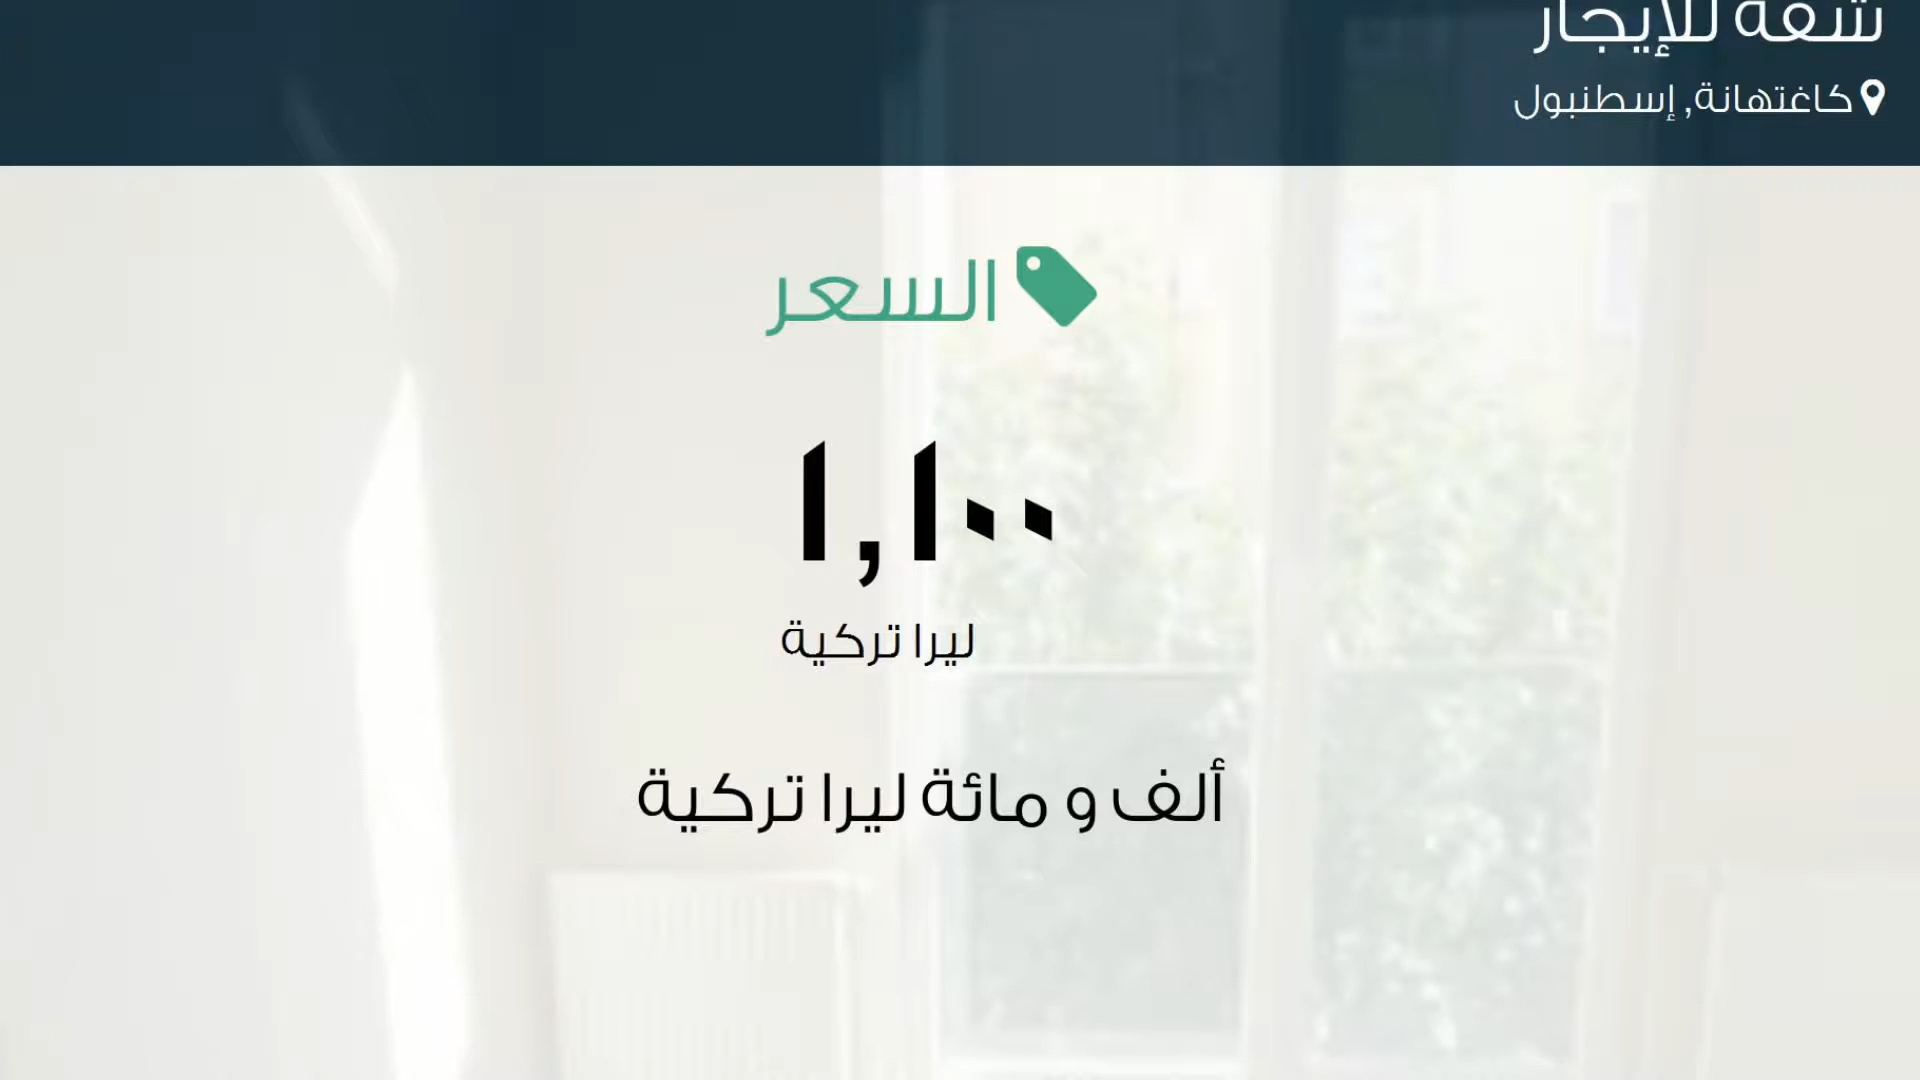 شقة للإيجار
كاغتهانة, إسطنبول
السعر
١,١٠٠
ليرا تركية
ألف و مائة ليرا تركية